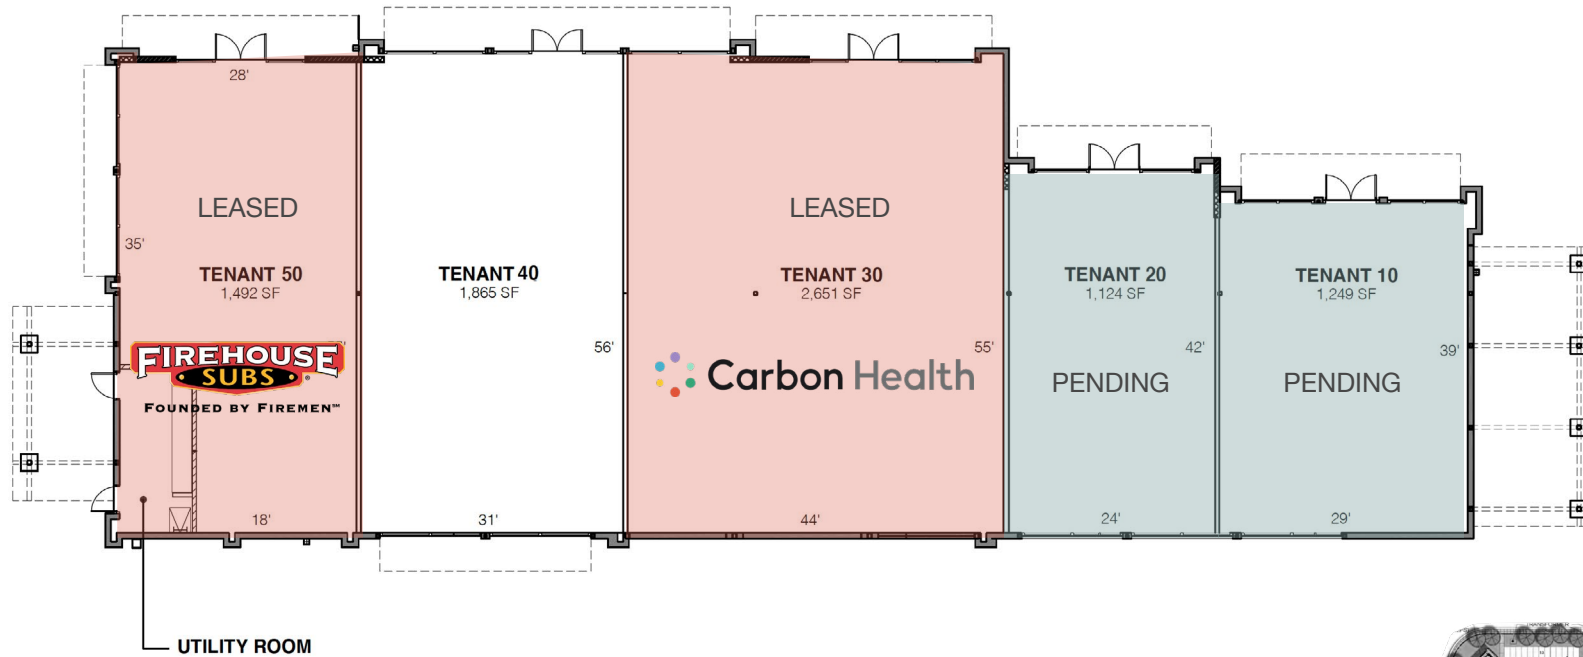 28'
LEASED
LEASED
35'
TENANT 50
1,492 SF
TENANT 40
1,865 SF
TENANT 30
2,651 SF
TENANT 20
1,124 SF
TENANT 10
1,249 SF
FIREHOUSE
SUBS
FOUNDED BY FIREMEN™
56'
Carbon Health
55'
42'
39'
PENDING
PENDING
18'
31'
44'
24'
29'
UTILITY ROOM